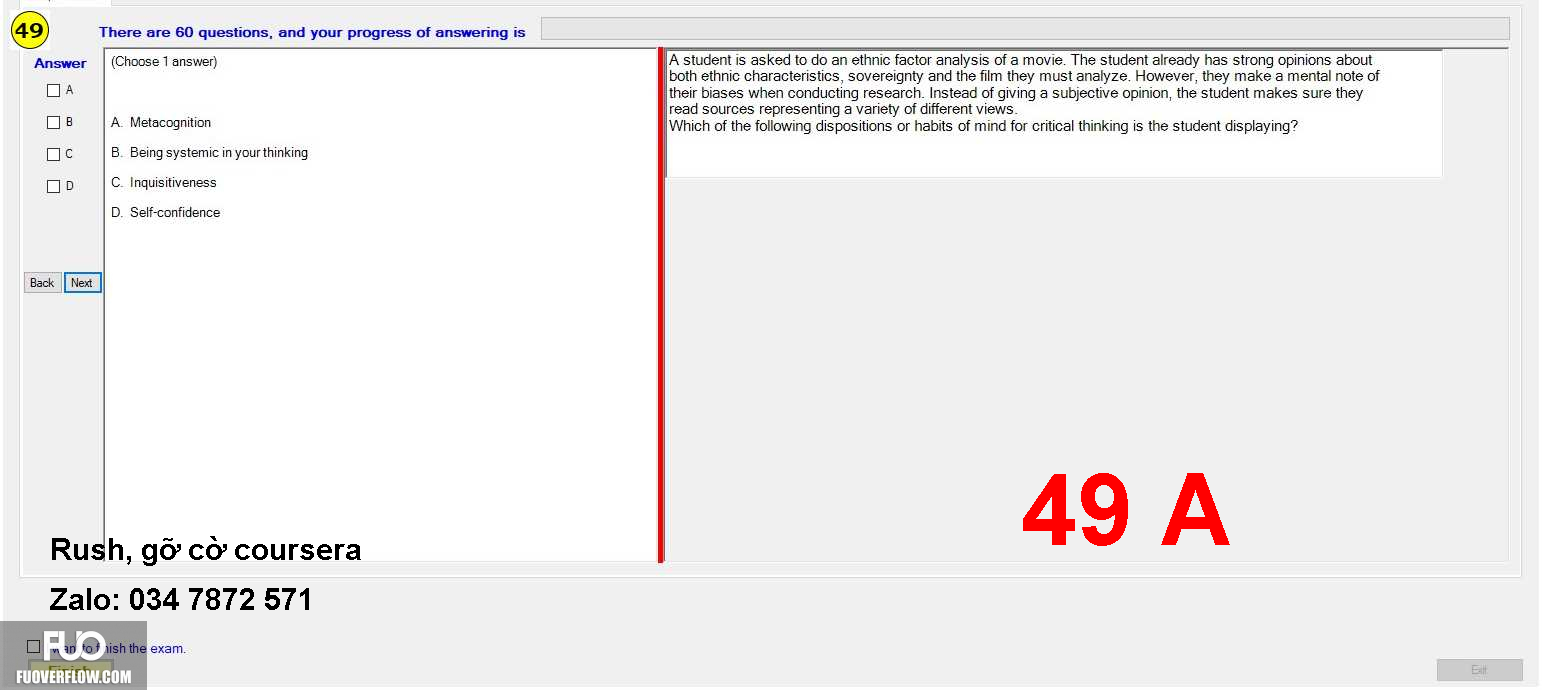 49
There are 60 questions, and your progress of answering is
Answer
A
B
C
D
Back
Next
(Choose 1 answer)
A. Metacognition
B. Being systemic in your thinking
C. Inquisitiveness
D. Self-confidence
A student is asked to do an ethnic factor analysis of a movie. The student already has strong opinions about
both ethnic characteristics, sovereignty and the film they must analyze. However, they make a mental note of
their biases when conducting research. Instead of giving a subjective opinion, the student makes sure they
read sources representing a variety of different views.
Which of the following dispositions or habits of mind for critical thinking is the student displaying?
49 A
Rush, gỡ cờ coursera
Zalo: 034 7872 571
want to finish the exam.
Finish
FUO
FUOVERFLOW.COM
Exit